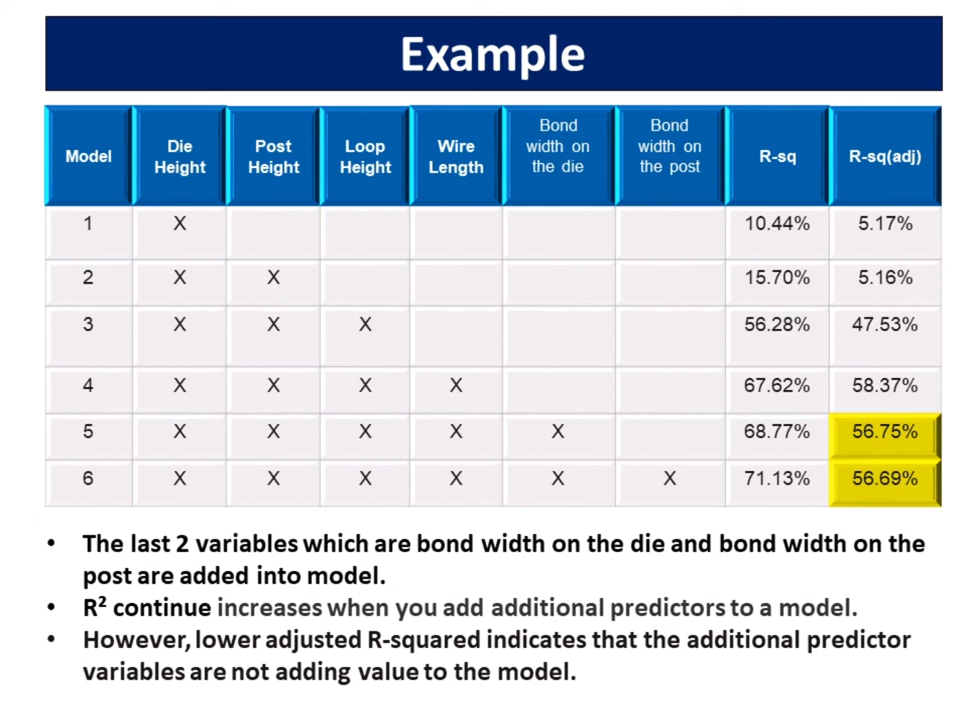 Example
Model Die Height Post Height Loop Height Wire Length Bond width on the die Bond width on the post R-sq R-sq(adj)
1 X 10.44% 5.17%
2 X X 15.70% 5.16%
3 X X X 56.28% 47.53%
4 X X X X 67.62% 58.37%
5 X X X X X 68.77% 56.75%
6 X X X X X X 71.13% 56.69%
• The last 2 variables which are bond width on the die and bond width on the
post are added into model.
• R² continue increases when you add additional predictors to a model.
• However, lower adjusted R-squared indicates that the additional predictor
variables are not adding value to the model.